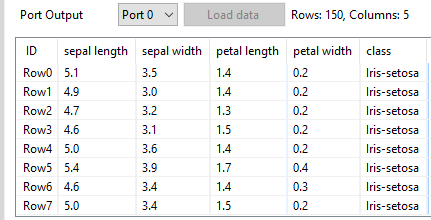 Port Output Port 0 Load data Rows: 150, Columns: 5
ID sepal length sepal width petal length petal width class
Row0 5.1 3.5 1.4 0.2 Iris-setosa
Row1 4.9 3.0 1.4 0.2 Iris-setosa
Row2 4.7 3.2 1.3 0.2 Iris-setosa
Row3 4.6 3.1 1.5 0.2 Iris-setosa
Row4 5.0 3.6 1.4 0.2 Iris-setosa
Row5 5.4 3.9 1.7 0.4 Iris-setosa
Row6 4.6 3.4 1.4 0.3 Iris-setosa
Row7 5.0 3.4 1.5 0.2 Iris-setosa